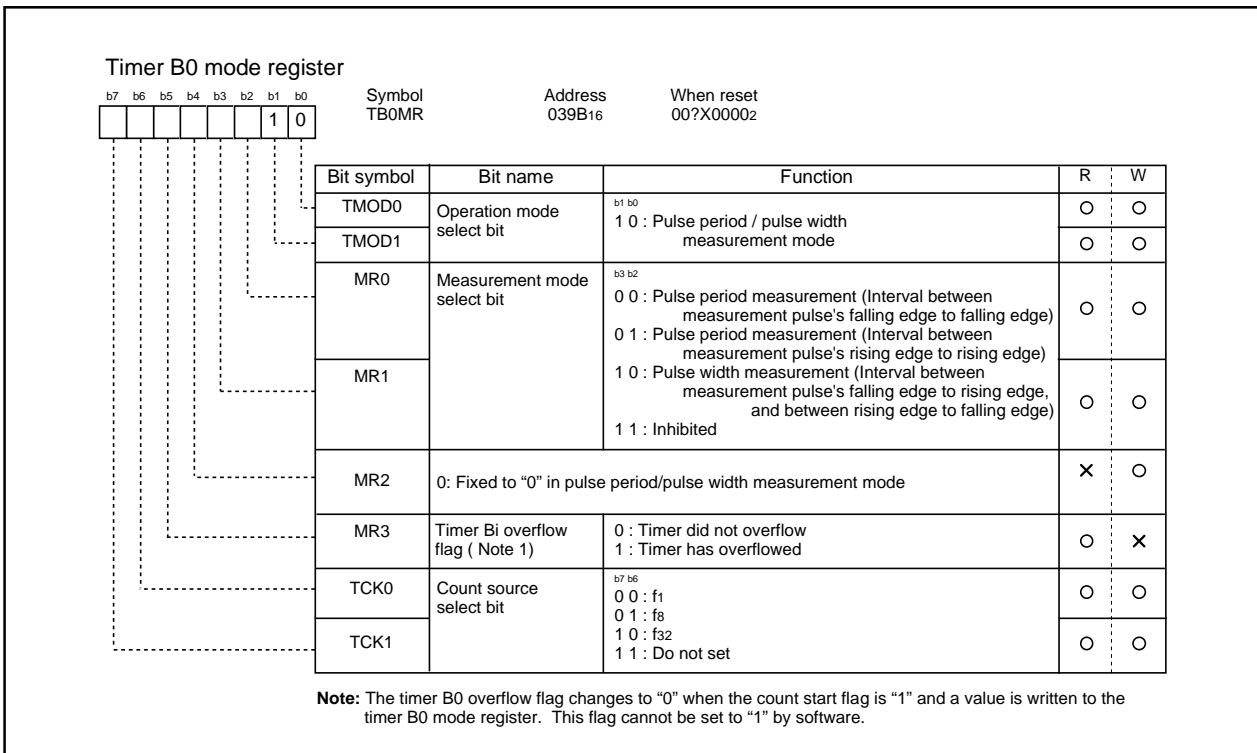 Timer B0 mode register
b7 b6 b5 b4 b3 b2 b1 b0
1 0
Symbol Address When reset
TB0MR 039B16 00?X00002
Bit symbol Bit name Function R W
TMOD0
TMOD1
Operation mode
select bit
b1 b0
1 0 : Pulse period / pulse width
measurement mode
MR0
MR1
Measurement mode
select bit
b3 b2
0 0 : Pulse period measurement (Interval between
measurement pulse's falling edge to falling edge)
0 1 : Pulse period measurement (Interval between
measurement pulse's rising edge to rising edge)
1 0 : Pulse width measurement (Interval between
measurement pulse's falling edge to rising edge,
and between rising edge to falling edge)
1 1 : Inhibited
MR2
0: Fixed to “0” in pulse period/pulse width measurement mode
MR3
Timer Bi overflow
flag ( Note 1)
0 : Timer did not overflow
1 : Timer has overflowed
TCK0
TCK1
Count source
select bit
b7 b6
0 0 : f1
0 1 : f8
1 0 : f32
1 1 : Do not set
Note: The timer B0 overflow flag changes to “0” when the count start flag is “1” and a value is written to the
timer B0 mode register. This flag cannot be set to “1” by software.